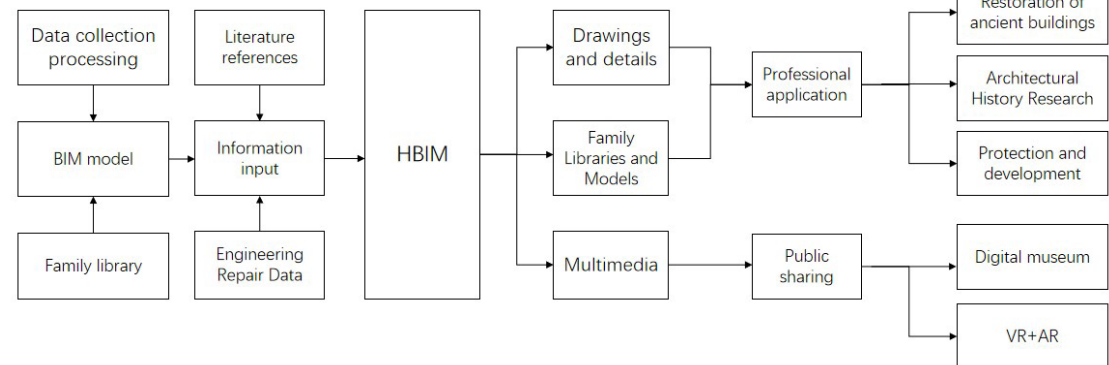 Data collection
processing
Literature
references
BIM model
Information
input
Family library
Engineering
Repair Data
HBIM
Drawings
and details
Family
Libraries and
Models
Multimedia
Professional
application
Public
sharing
Restoration of
ancient buildings
Architectural
History Research
Protection and
development
Digital museum
VR+AR